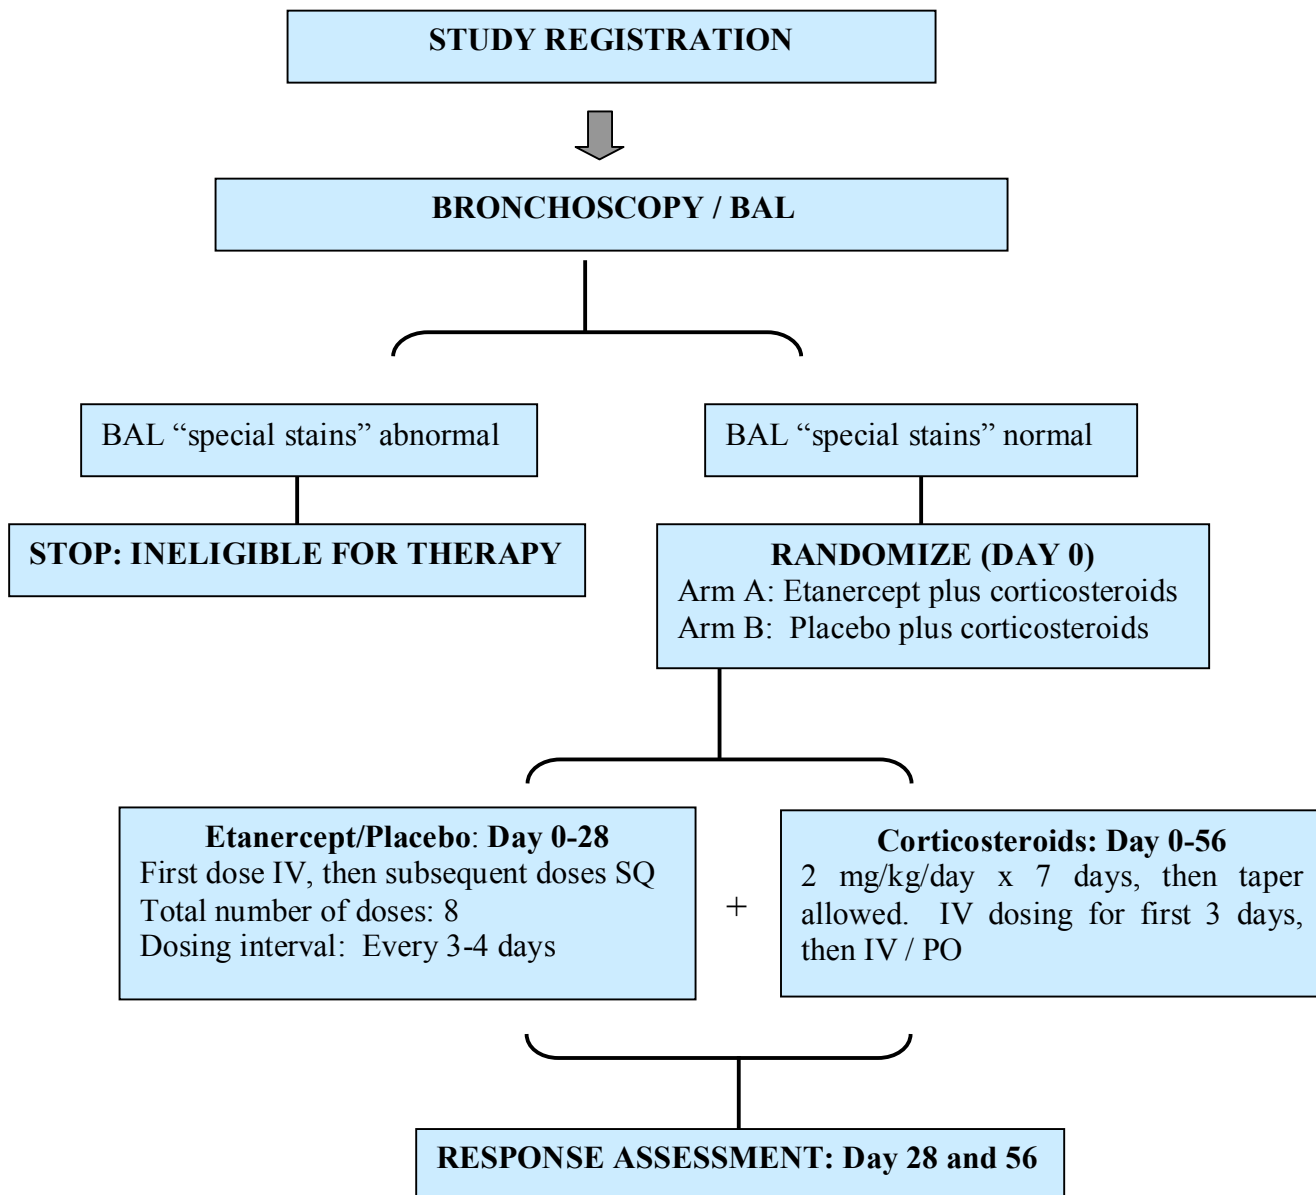 STUDY REGISTRATION
BRONCHOSCOPY / BAL
BAL “special stains” abnormal
BAL “special stains” normal
STOP: INELIGIBLE FOR THERAPY
RANDOMIZE (DAY 0)
Arm A: Etanercept plus corticosteroids
Arm B:  Placebo plus corticosteroids
Etanercept/Placebo: Day 0-28
First dose IV, then subsequent doses SQ
Total number of doses: 8
Dosing interval:  Every 3-4 days
+
Corticosteroids: Day 0-56
2 mg/kg/day x 7 days, then taper
allowed.  IV dosing for first 3 days,
then IV / PO
RESPONSE ASSESSMENT: Day 28 and 56